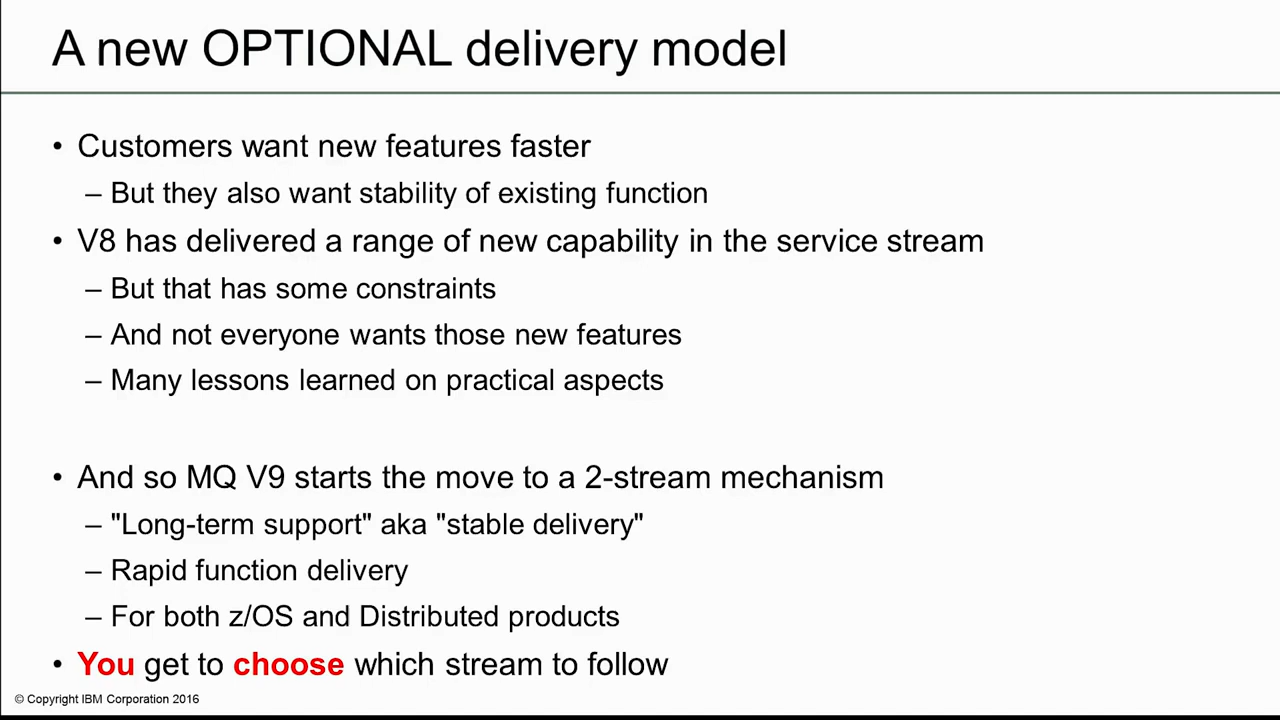 A new OPTIONAL delivery model
• Customers want new features faster
– But they also want stability of existing function
• V8 has delivered a range of new capability in the service stream
– But that has some constraints
– And not everyone wants those new features
– Many lessons learned on practical aspects
• And so MQ V9 starts the move to a 2-stream mechanism
– "Long-term support" aka "stable delivery"
– Rapid function delivery
– For both z/OS and Distributed products
• You get to choose which stream to follow
© Copyright IBM Corporation 2016